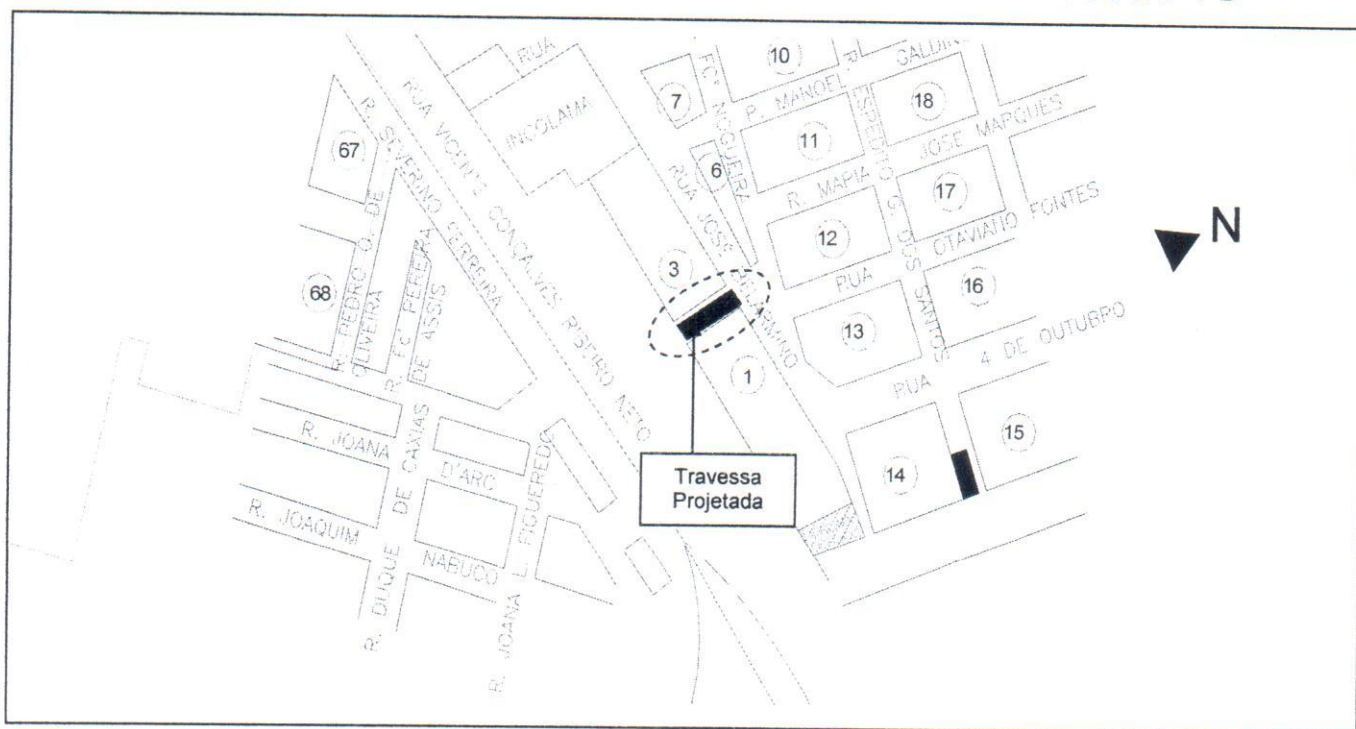 RUA
INCOLAMA
RUA VICENTE GONÇALVES RIBEIRO NETO
R. SEVERINO FERREIRA
67
68
R. PEDRO O. DE
OLIVEIRA
R. FCº PEREIRA
DE ASSIS
R. JOANA
D'ARC
R. JOAQUIM
NABUCO
R. DUQUE DE CAXIAS
R. JOANA L. FIGUEREDO
7
6
3
1
FCº NOGUEIRA
RUA JOSE BELARMINO
10
P. MANOEL
GALDINO
11
R. MARIA
JOSE MARQUES
12
RUA
OTAVIANO FONTES
13
RUA
4 DE OUTUBRO
14
15
16
17
18
R. ESPEDITO G. DOS SANTOS
Travessa
Projetada
N